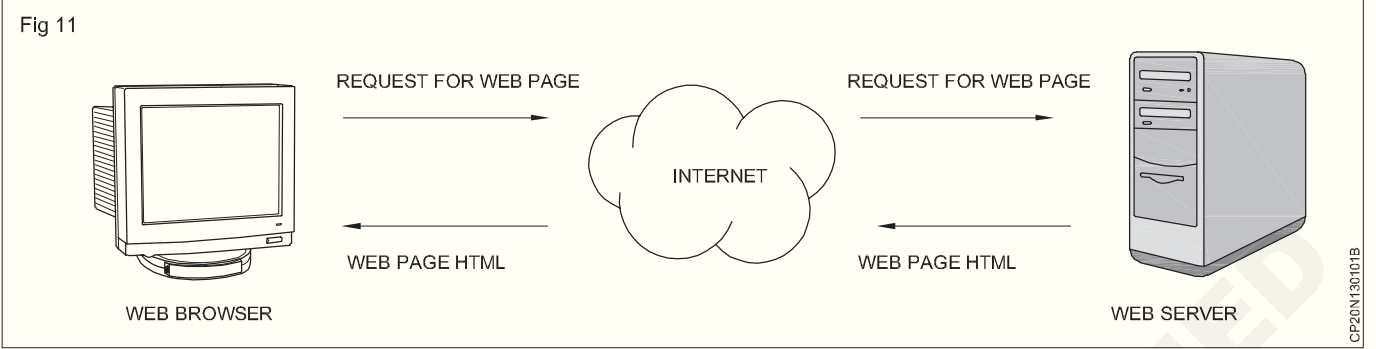 Fig 11
REQUEST FOR WEB PAGE
REQUEST FOR WEB PAGE
INTERNET
WEB PAGE HTML
WEB PAGE HTML
WEB BROWSER
WEB SERVER
CP20N130101B